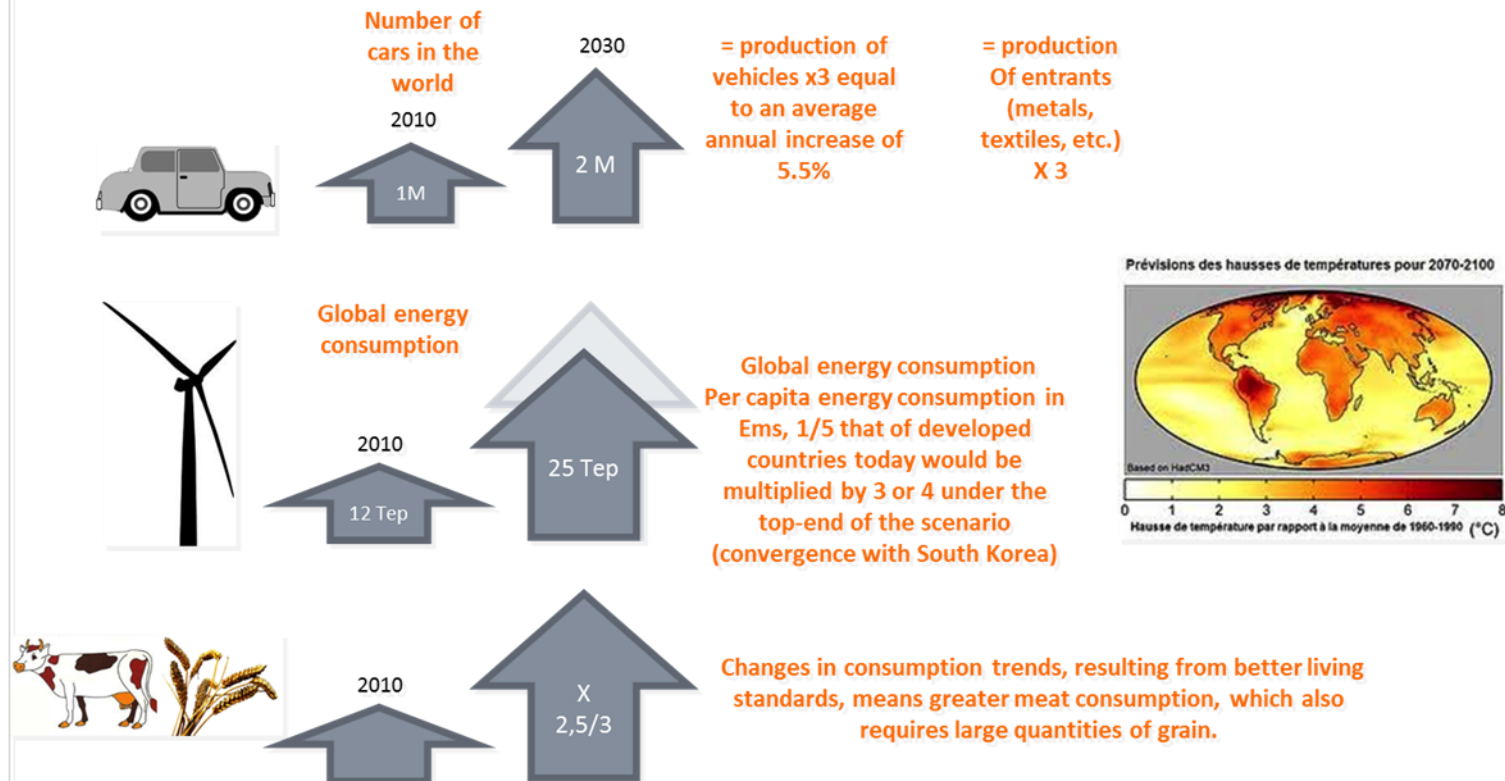 Number of
cars in the
world
2010
1M
2030
2 M
= production of
vehicles x3 equal
to an average
annual increase of
5.5%
= production
Of entrants
(metals,
textiles, etc.)
X 3
Global energy
consumption
2010
12 Tep
25 Tep
Global energy consumption
Per capita energy consumption in
Ems, 1/5 that of developed
countries today would be
multiplied by 3 or 4 under the
top-end of the scenario
(convergence with South Korea)
Prévisions des hausses de températures pour 2070-2100
Based on HadCM3
0 1 2 3 4 5 6 7 8
Hausse de température par rapport à la moyenne de 1960-1990 (°C)
2010
X
2,5/3
Changes in consumption trends, resulting from better living
standards, means greater meat consumption, which also
requires large quantities of grain.